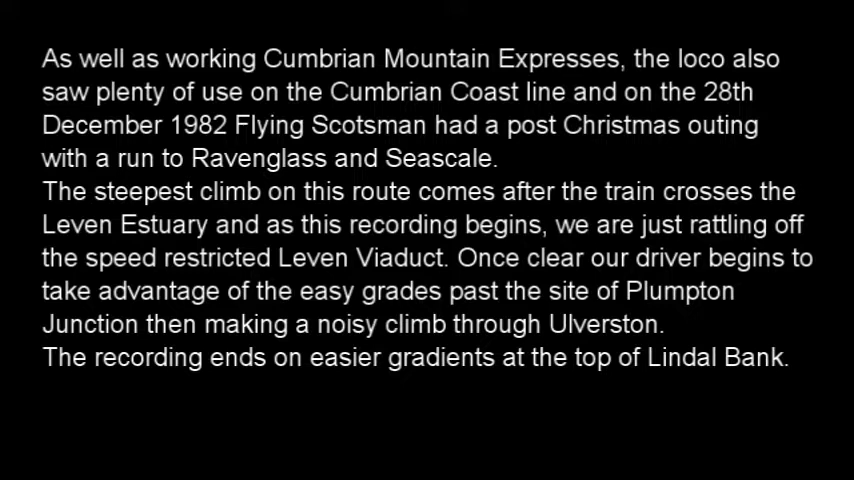 As well as working Cumbrian Mountain Expresses, the loco also
saw plenty of use on the Cumbrian Coast line and on the 28th
December 1982 Flying Scotsman had a post Christmas outing
with a run to Ravenglass and Seascale.
The steepest climb on this route comes after the train crosses the
Leven Estuary and as this recording begins, we are just rattling off
the speed restricted Leven Viaduct. Once clear our driver begins to
take advantage of the easy grades past the site of Plumpton
Junction then making a noisy climb through Ulverston.
The recording ends on easier gradients at the top of Lindal Bank.